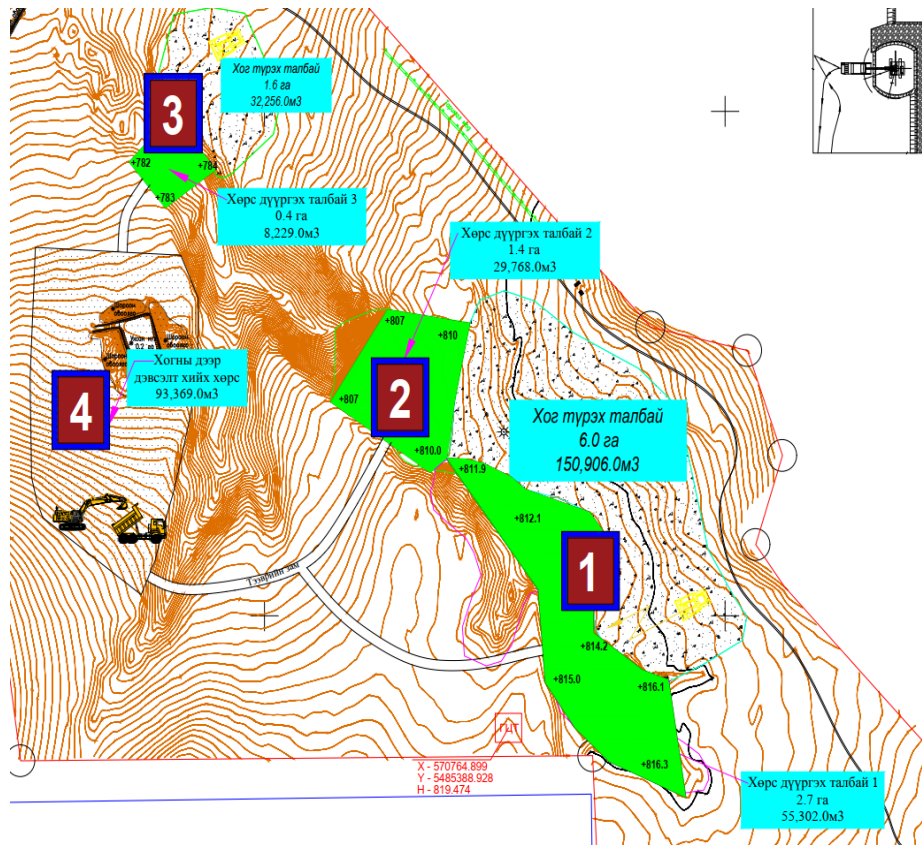 Хог түрэх талбай
1.6 га
32,256.0м3
3
+782
+784
+783
Хөрс дүүргэх талбай 3
0.4 га
8,229.0м3
Хөрс дүүргэх талбай 2
1.4 га
29,768.0м3
+807
+810
Хогны дээр
дэвсэлт хийх хөрс
93,369.0м3
4
2
+807
+810.0
Хог түрэх талбай
6.0 га
150,906.0м3
+811.9
+812.1
1
Тээврийн зам
+814.2
+815.0
+816.1
ГЦТ
X - 570764.899
Y - 5485388.928
H - 819.474
+816.3
Хөрс дүүргэх талбай 1
2.7 га
55,302.0м3